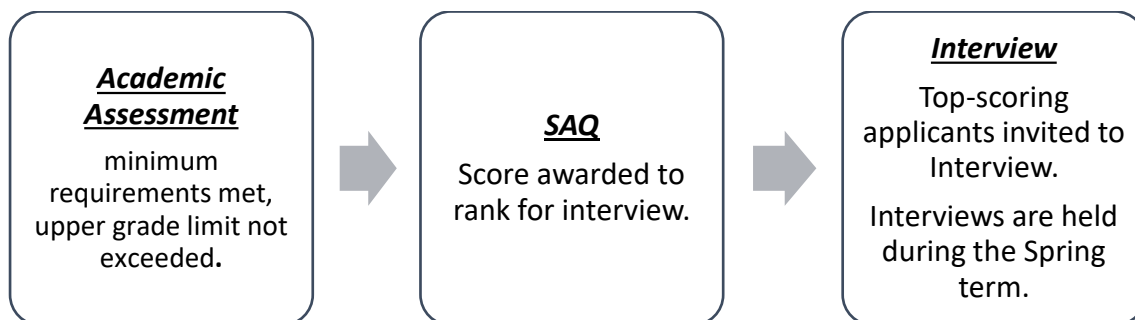 Academic
Assessment
minimum
requirements met,
upper grade limit not
exceeded.
SAQ
Score awarded to
rank for interview.
Interview
Top-scoring
applicants invited to
Interview.
Interviews are held
during the Spring
term.